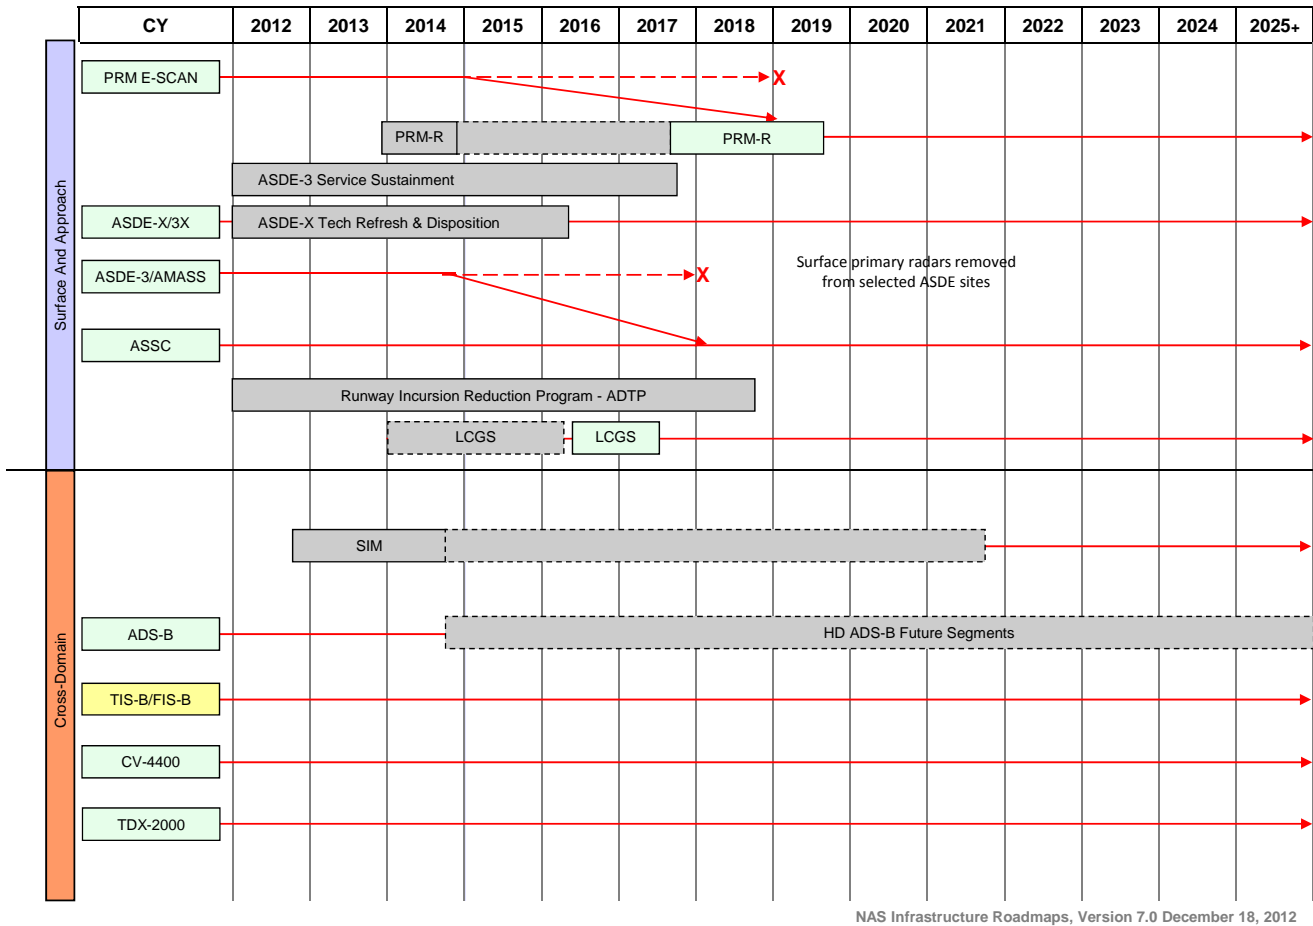 CY 2012 2013 2014 2015 2016 2017 2018 2019 2020 2021 2022 2023 2024 2025+
Surface And Approach
PRM E-SCAN
X
PRM-R
PRM-R
ASDE-3 Service Sustainment
ASDE-X/3X
ASDE-X Tech Refresh & Disposition
ASDE-3/AMASS
X
Surface primary radars removed
from selected ASDE sites
ASSC
Runway Incursion Reduction Program - ADTP
LCGS
LCGS
Cross-Domain
SIM
ADS-B
HD ADS-B Future Segments
TIS-B/FIS-B
CV-4400
TDX-2000
NAS Infrastructure Roadmaps, Version 7.0 December 18, 2012